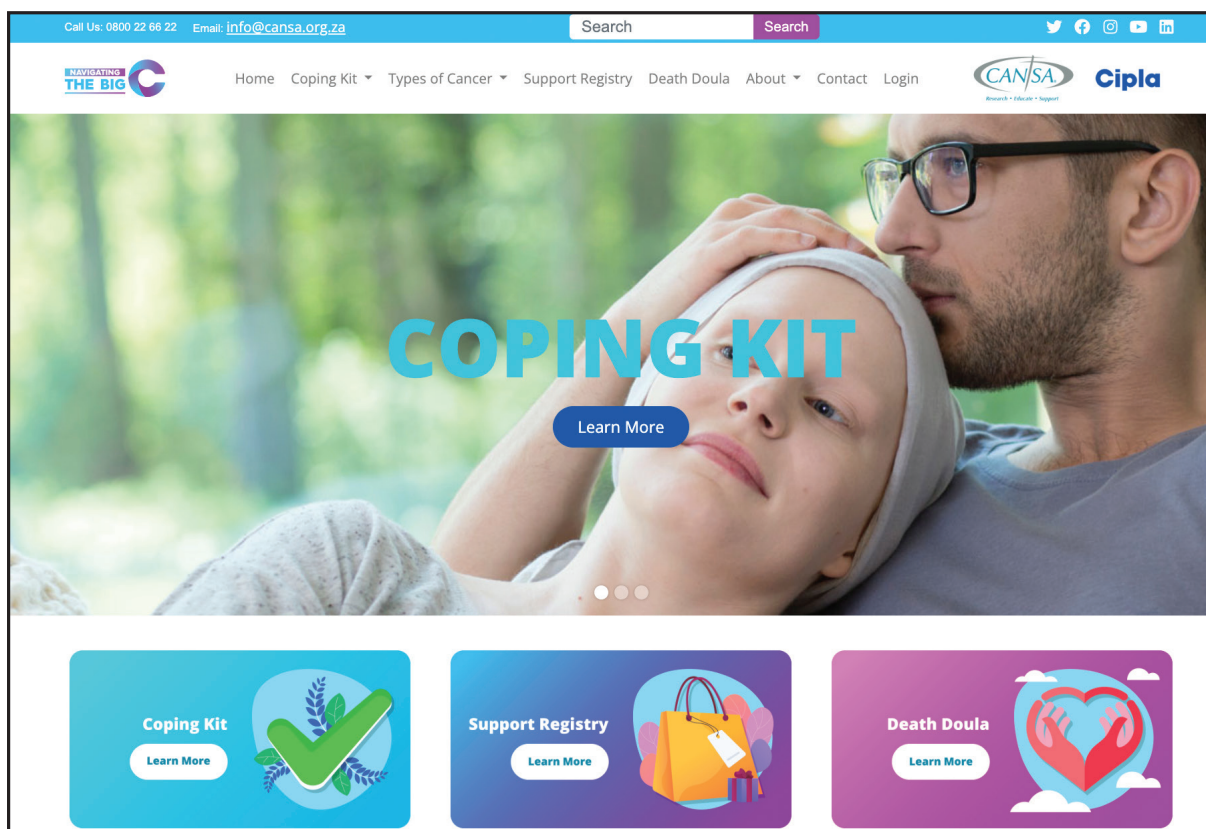 Call Us: 0800 22 66 22 Email: info@cansa.org.za Search Search
NAVIGATING
THE BIG C
Home Coping Kit Types of Cancer Support Registry Death Doula About Contact Login
CANSA
Research • Educate • Support
Cipla
COPING KIT
Learn More
Coping Kit
Learn More
Support Registry
Learn More
Death Doula
Learn More